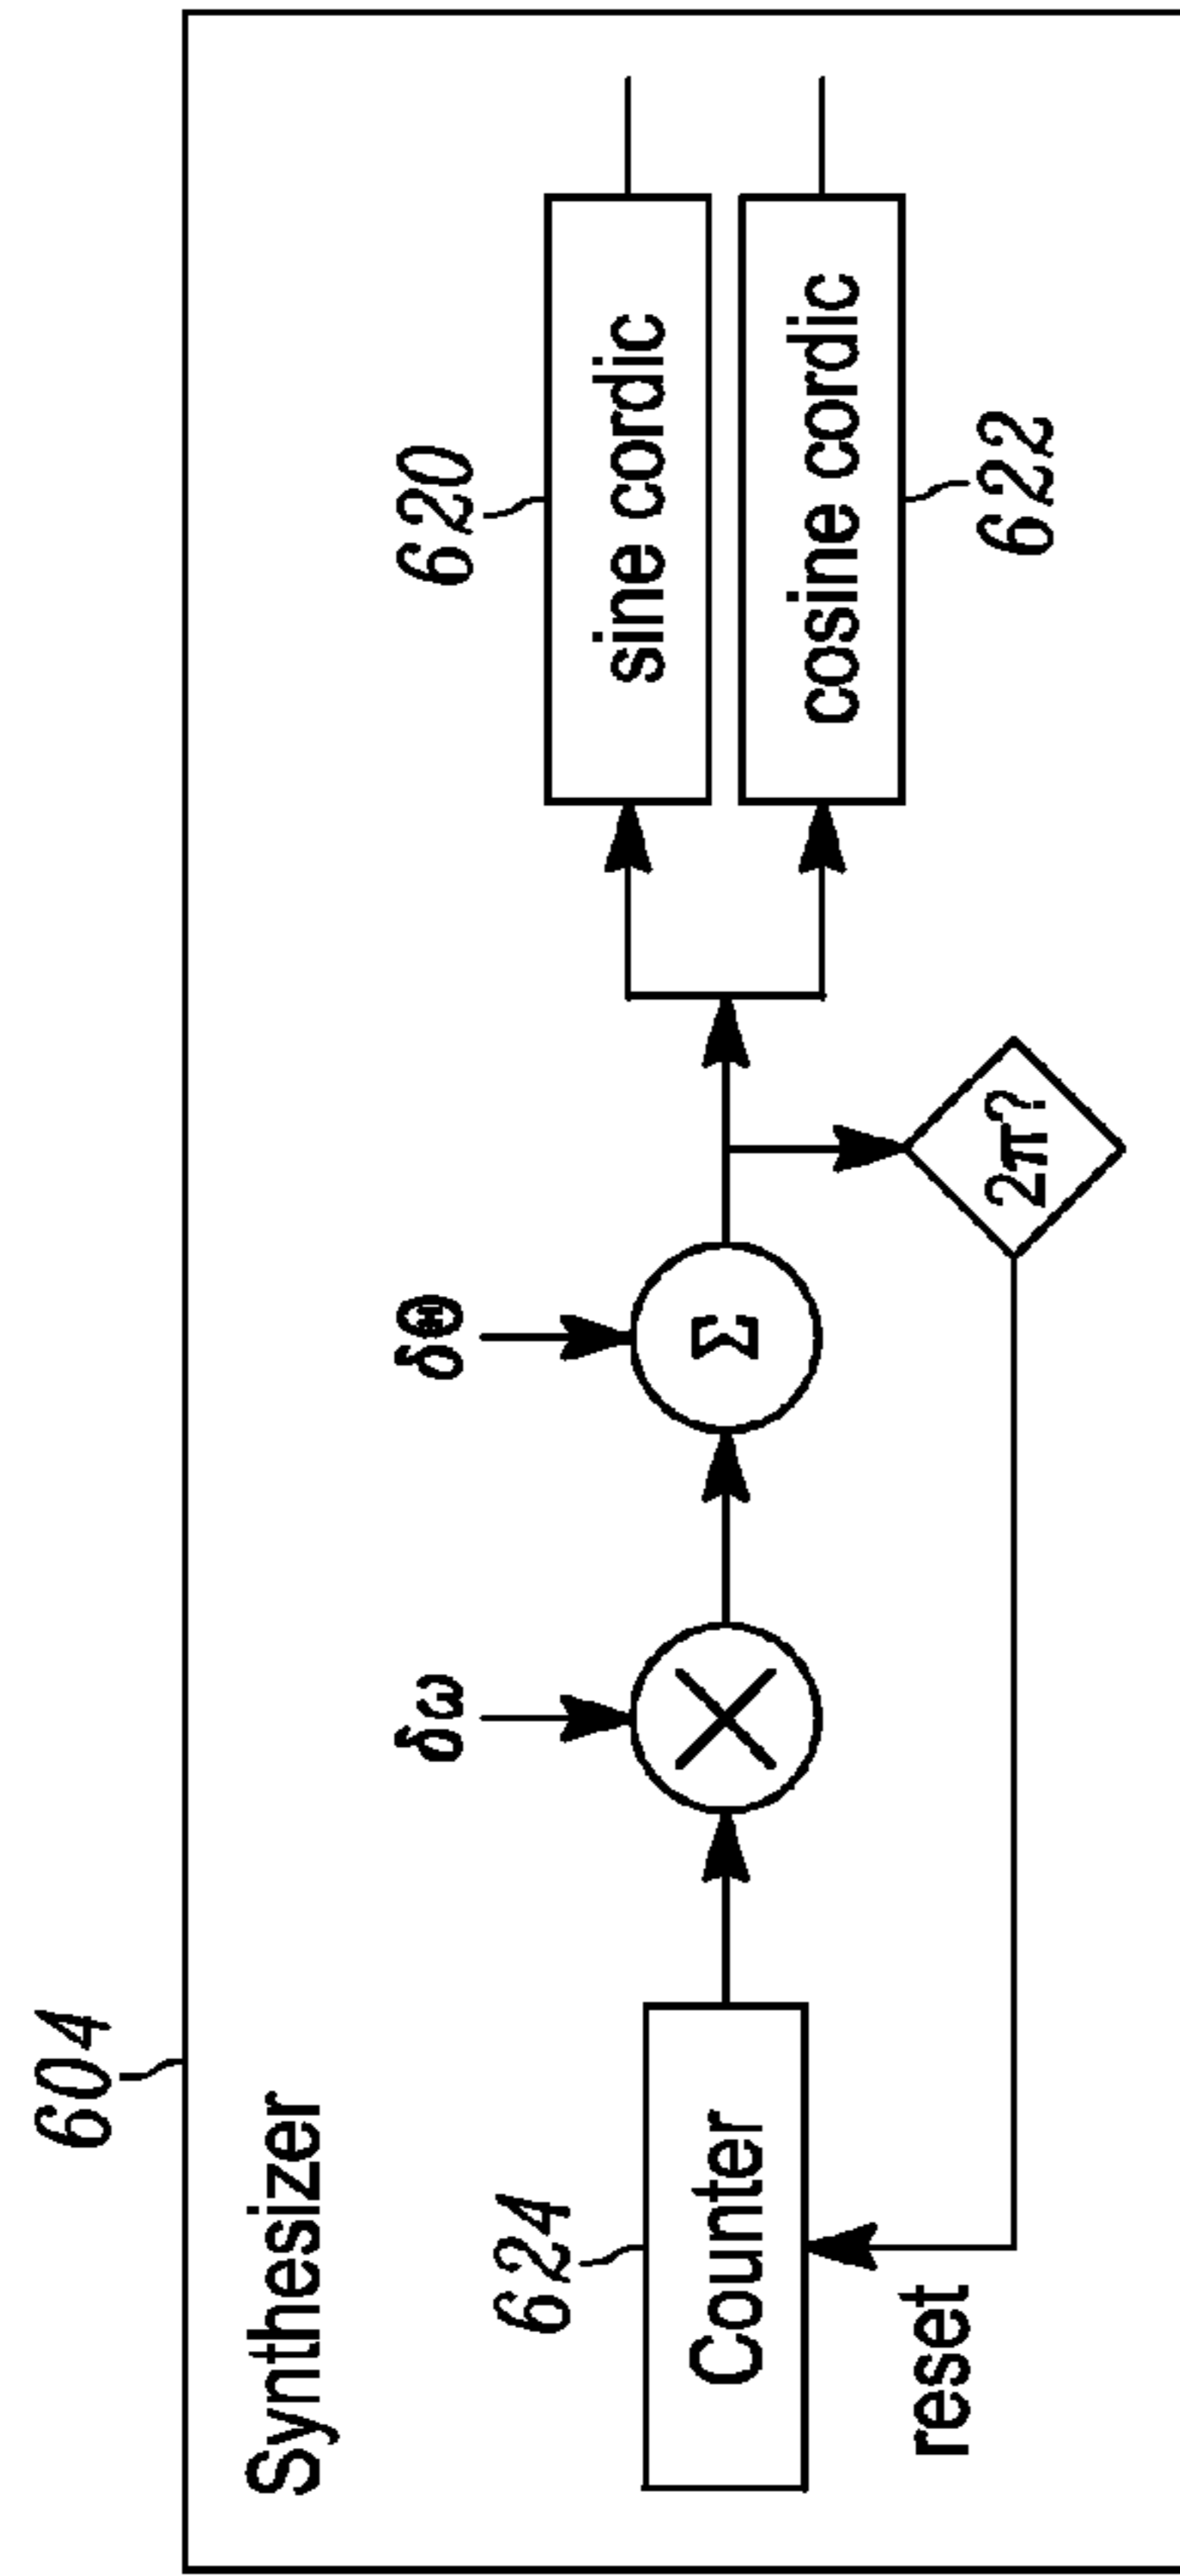 604
Synthesizer
624
Counter
reset
δω
δΘ
Σ
2π?
620
sine cordic
cosine cordic
622